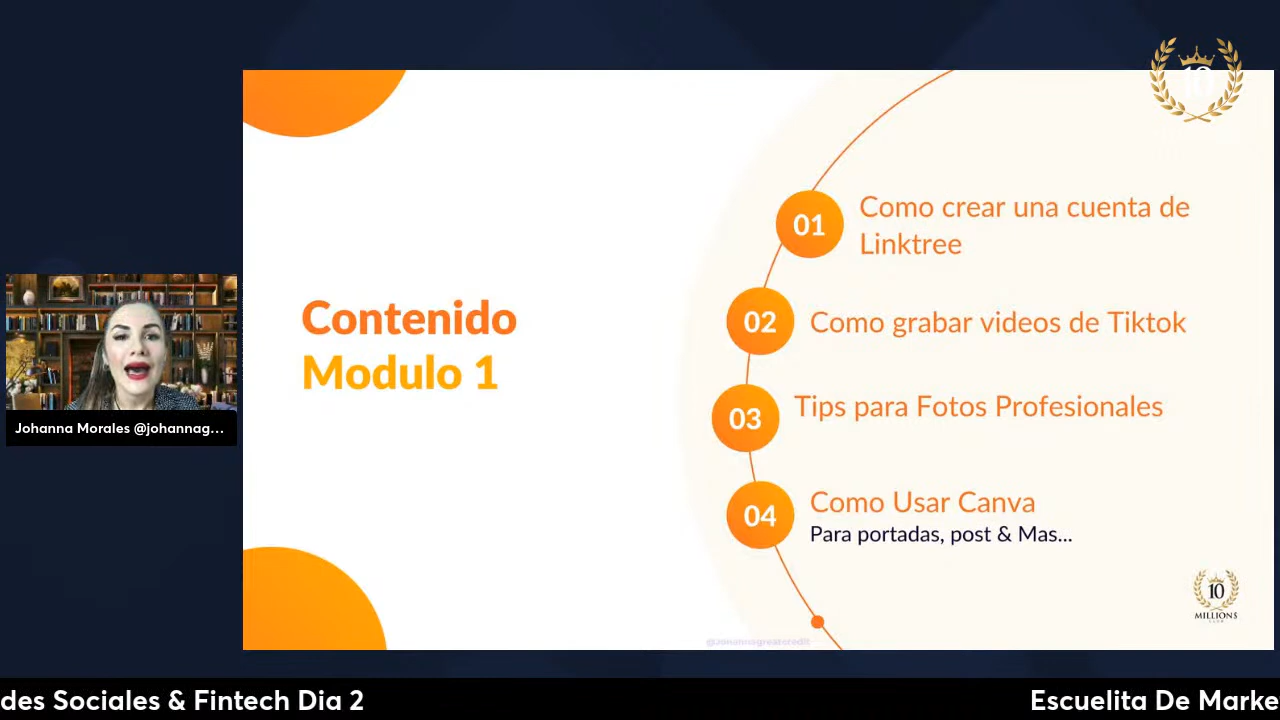 10
01
Como crear una cuenta de
Linktree
Contenido
Modulo 1
02
Como grabar videos de Tiktok
03
Tips para Fotos Profesionales
04
Como Usar Canva
Para portadas, post & Mas...
Johanna Morales @johannag...
10
MILLIONS
des Sociales & Fintech Dia 2
Escuelita De Marke